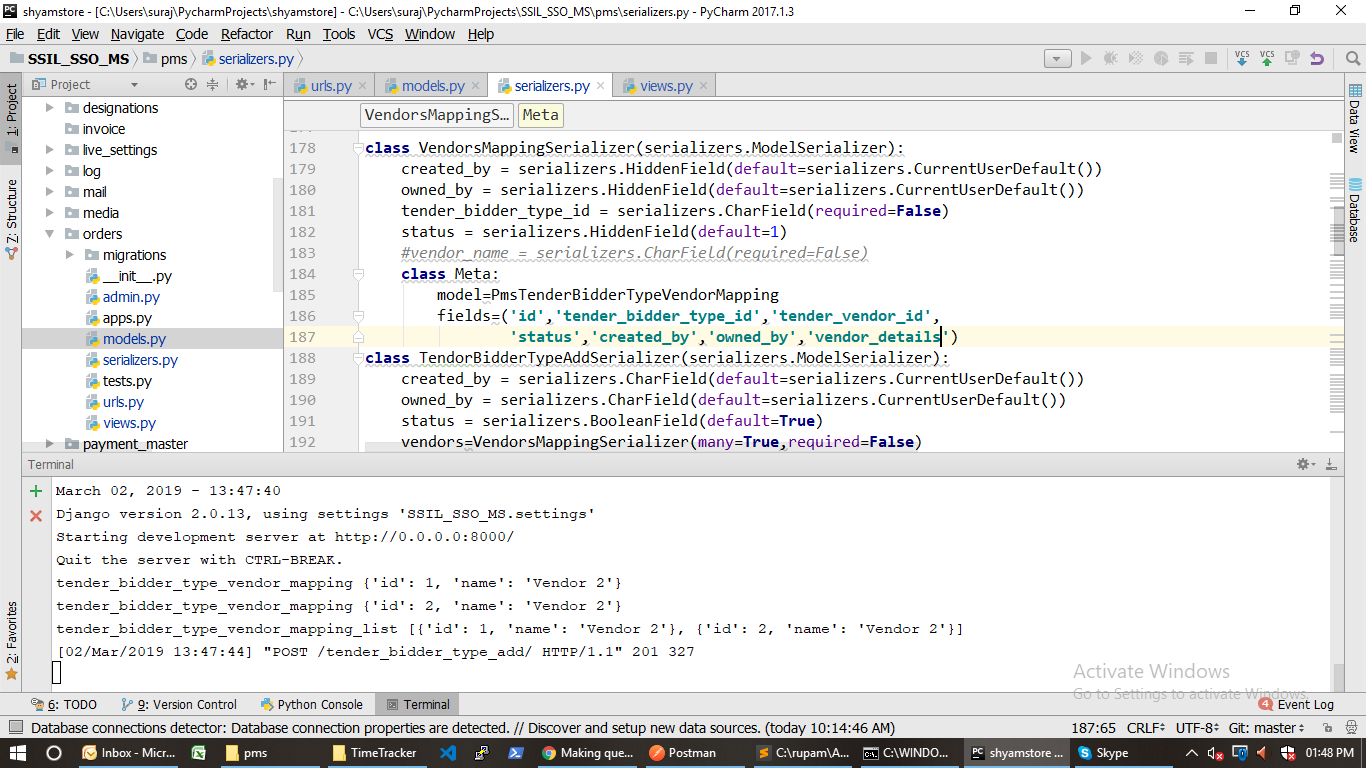 shyamstore - [C:\Users\suraj\PycharmProjects\shyamstore] - C:\Users\suraj\PycharmProjects\SSIL_SSO_MS\pms\serializers.py - PyCharm 2017.1.3
File Edit View Navigate Code Refactor Run Tools VCS Window Help
SSIL_SSO_MS pms serializers.py
VCS VCS
Project
urls.py models.py serializers.py views.py
1: Project
Z: Structure
2: Favorites
Data View
Database
designations
invoice
live_settings
log
mail
media
orders
migrations
__init__.py
admin.py
apps.py
models.py
serializers.py
tests.py
urls.py
views.py
payment_master
VendorsMappingS... Meta
178 class VendorsMappingSerializer(serializers.ModelSerializer):
179 created_by = serializers.HiddenField(default=serializers.CurrentUserDefault())
180 owned_by = serializers.HiddenField(default=serializers.CurrentUserDefault())
181 tender_bidder_type_id = serializers.CharField(required=False)
182 status = serializers.HiddenField(default=1)
183 #vendor_name = serializers.CharField(required=False)
184 class Meta:
185 model=PmsTenderBidderTypeVendorMapping
186 fields=('id','tender_bidder_type_id','tender_vendor_id',
187 'status','created_by','owned_by','vendor_details')
188 class TendorBidderTypeAddSerializer(serializers.ModelSerializer):
189 created_by = serializers.CharField(default=serializers.CurrentUserDefault())
190 owned_by = serializers.CharField(default=serializers.CurrentUserDefault())
191 status = serializers.BooleanField(default=True)
192 vendors=VendorsMappingSerializer(many=True,required=False)
Terminal
March 02, 2019 - 13:47:40
Django version 2.0.13, using settings 'SSIL_SSO_MS.settings'
Starting development server at http://0.0.0.0:8000/
Quit the server with CTRL-BREAK.
tender_bidder_type_vendor_mapping {'id': 1, 'name': 'Vendor 2'}
tender_bidder_type_vendor_mapping {'id': 2, 'name': 'Vendor 2'}
tender_bidder_type_vendor_mapping_list [{'id': 1, 'name': 'Vendor 2'}, {'id': 2, 'name': 'Vendor 2'}]
[02/Mar/2019 13:47:44] "POST /tender_bidder_type_add/ HTTP/1.1" 201 327
Activate Windows
Go to Settings to activate Windows.
6: TODO 9: Version Control Python Console Terminal 4 Event Log
Database connections detector: Database connection properties are detected. // Discover and setup new data sources. (today 10:14:46 AM) 187:65 CRLF UTF-8 Git: master
Inbox - Micr... pms TimeTracker Making que... Postman C:\rupam\A... C:\WINDO... shyamstore ... Skype 01:48 PM